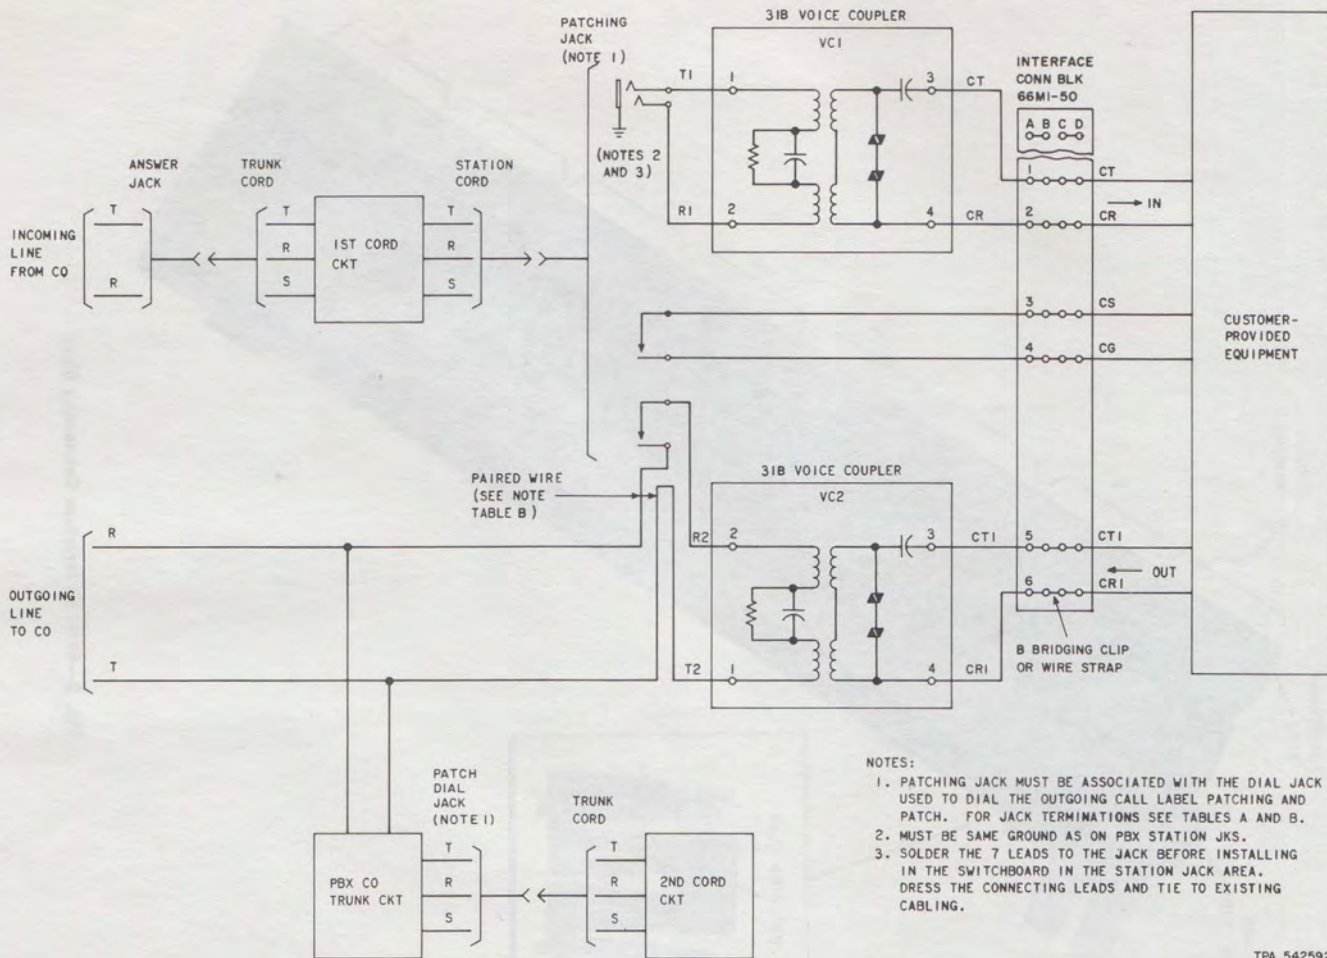 31B VOICE COUPLER
VC1
PATCHING
JACK
(NOTE 1)
T1
1
3
CT
INTERFACE
CONN BLK
66M1-50
A B C D
(NOTES 2
AND 3)
1
CT
IN
R1
2
4
CR
2
CR
ANSWER
JACK
TRUNK
CORD
STATION
CORD
INCOMING
LINE
FROM CO
T
R
T
R
S
1ST CORD
CKT
T
R
S
3
CS
4
CG
CUSTOMER-
PROVIDED
EQUIPMENT
PAIRED WIRE
(SEE NOTE
TABLE B)
31B VOICE COUPLER
VC2
R
R2
2
3
CT1
5
CT1
OUT
6
CR1
OUTGOING
LINE
TO CO
T
T2
1
4
CR1
B BRIDGING CLIP
OR WIRE STRAP
PATCH
DIAL
JACK
(NOTE 1)
TRUNK
CORD
PBX CO
TRUNK CKT
T
R
S
T
R
S
2ND CORD
CKT
NOTES:
1. PATCHING JACK MUST BE ASSOCIATED WITH THE DIAL JACK
USED TO DIAL THE OUTGOING CALL LABEL PATCHING AND
PATCH. FOR JACK TERMINATIONS SEE TABLES A AND B.
2. MUST BE SAME GROUND AS ON PBX STATION JKS.
3. SOLDER THE 7 LEADS TO THE JACK BEFORE INSTALLING
IN THE SWITCHBOARD IN THE STATION JACK AREA.
DRESS THE CONNECTING LEADS AND TIE TO EXISTING
CABLING.
TPA 542592